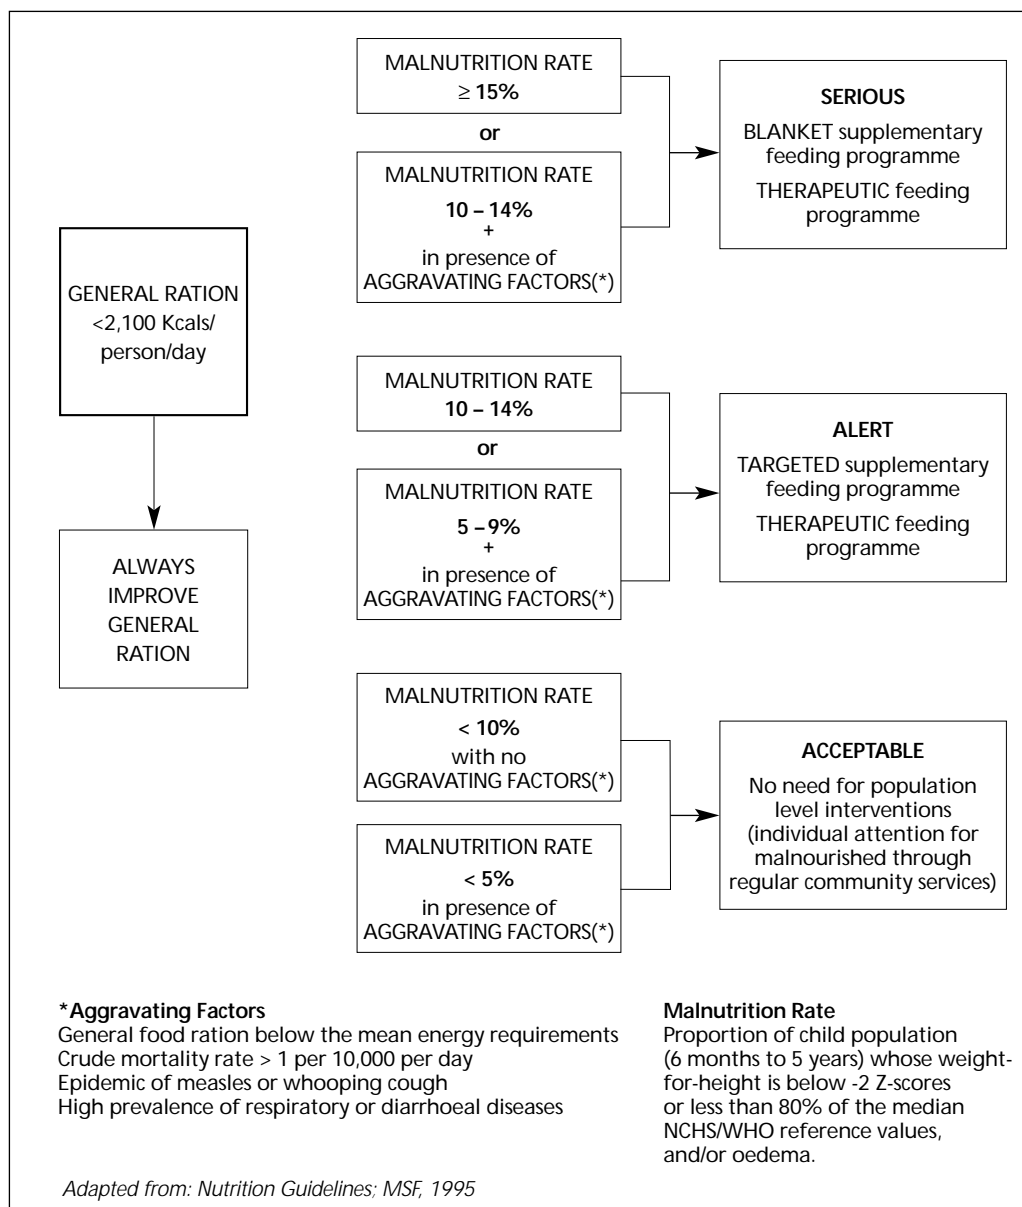 GENERAL RATION
<2,100 Kcals/
person/day
ALWAYS
IMPROVE
GENERAL
RATION
MALNUTRITION RATE
≥ 15%
or
MALNUTRITION RATE
10 – 14%
+
in presence of
AGGRAVATING FACTORS(*)
SERIOUS
BLANKET supplementary
feeding programme
THERAPEUTIC feeding
programme
MALNUTRITION RATE
10 – 14%
or
MALNUTRITION RATE
5 – 9%
+
in presence of
AGGRAVATING FACTORS(*)
ALERT
TARGETED supplementary
feeding programme
THERAPEUTIC feeding
programme
MALNUTRITION RATE
< 10%
with no
AGGRAVATING FACTORS(*)
MALNUTRITION RATE
< 5%
in presence of
AGGRAVATING FACTORS(*)
ACCEPTABLE
No need for population
level interventions
(individual attention for
malnourished through
regular community services)
*Aggravating Factors
General food ration below the mean energy requirements
Crude mortality rate > 1 per 10,000 per day
Epidemic of measles or whooping cough
High prevalence of respiratory or diarrhoeal diseases
Malnutrition Rate
Proportion of child population
(6 months to 5 years) whose weight-
for-height is below -2 Z-scores
or less than 80% of the median
NCHS/WHO reference values,
and/or oedema.
Adapted from: Nutrition Guidelines; MSF, 1995